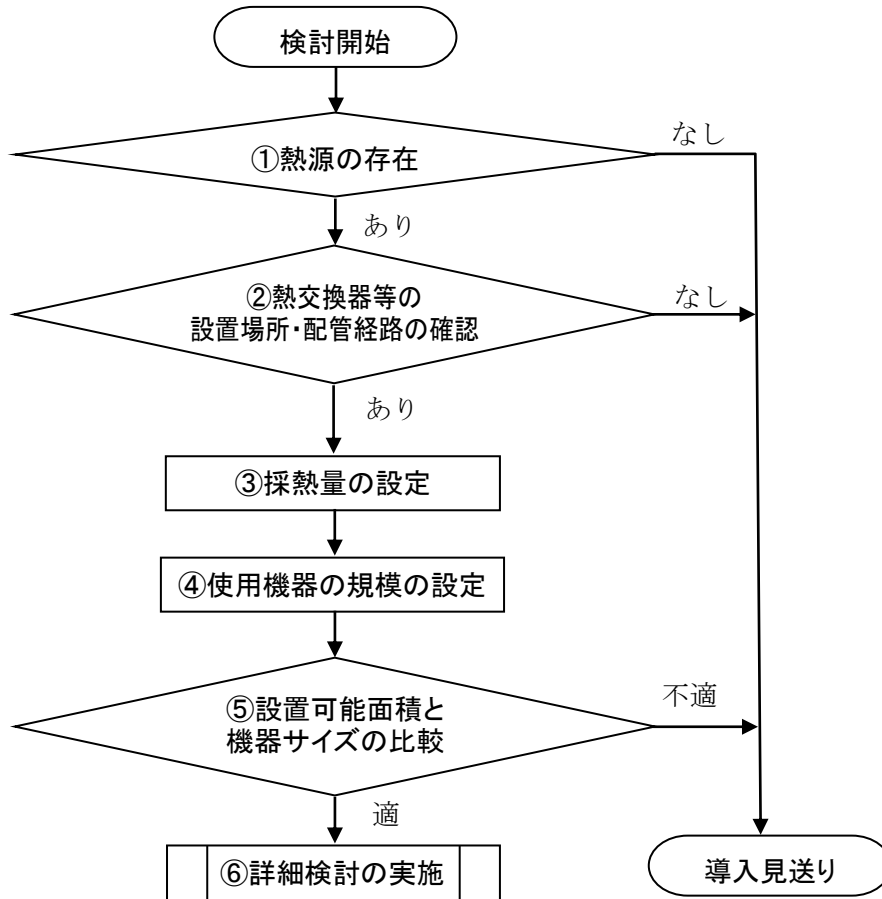 検討開始
①熱源の存在
なし
あり
②熱交換器等の
設置場所・配管経路の確認
なし
あり
③採熱量の設定
④使用機器の規模の設定
⑤設置可能面積と
機器サイズの比較
不適
適
⑥詳細検討の実施
導入見送り